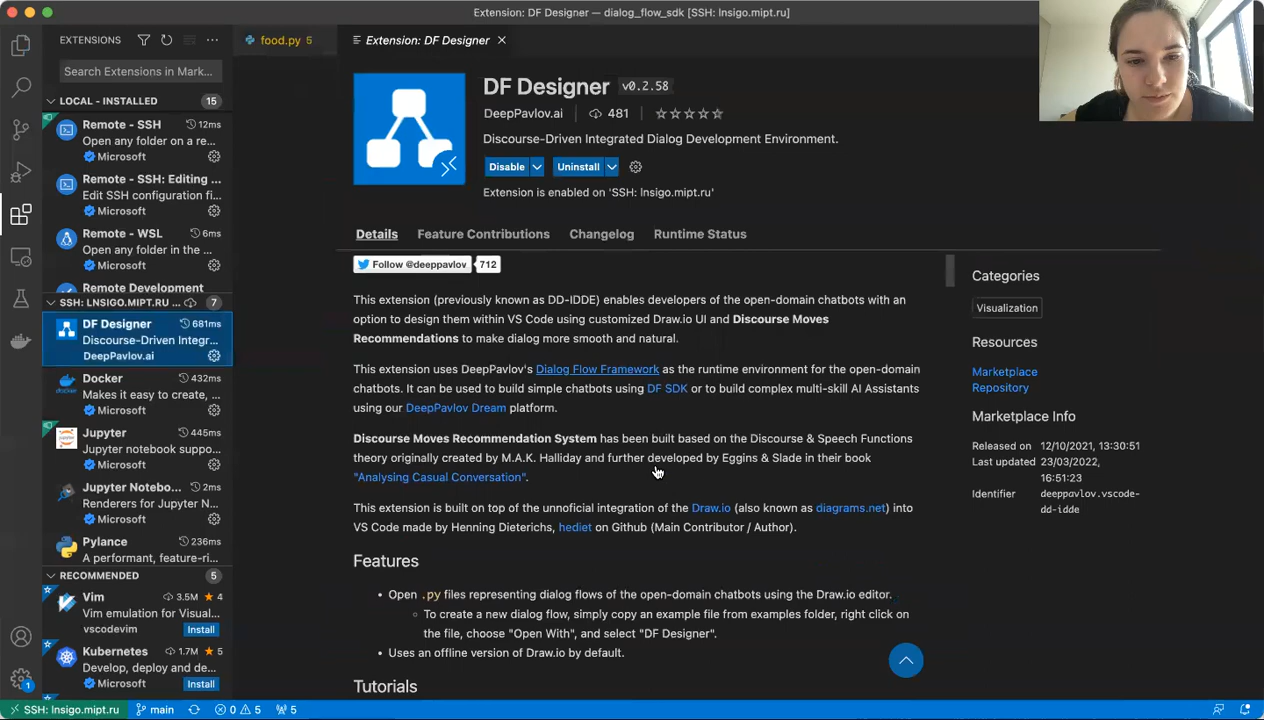 Extension: DF Designer — dialog_flow_sdk [SSH: lnsigo.mipt.ru]
EXTENSIONS
Search Extensions in Mark...
LOCAL - INSTALLED 15
Remote - SSH 12ms
Open any folder on a re...
Microsoft
Remote - SSH: Editing ...
Edit SSH configuration fi...
Microsoft
Remote - WSL 6ms
Open any folder in the ...
Microsoft
Remote Development
SSH: LNSIGO.MIPT.RU ... 7
DF Designer 681ms
Discourse-Driven Integr...
DeepPavlov.ai
Docker 432ms
Makes it easy to create, ...
Microsoft
Jupyter 445ms
Jupyter notebook suppo...
Microsoft
Jupyter Notebo... 2ms
Renderers for Jupyter N...
Microsoft
Pylance 236ms
A performant, feature-ri...
RECOMMENDED 5
Vim 3.5M 4
Vim emulation for Visual...
vscodevim Install
Kubernetes 1.7M 5
Develop, deploy and de...
Microsoft Install
food.py 5
Extension: DF Designer
DF Designer v0.2.58
DeepPavlov.ai 481
Discourse-Driven Integrated Dialog Development Environment.
Disable Uninstall
Extension is enabled on 'SSH: lnsigo.mipt.ru'
Details Feature Contributions Changelog Runtime Status
Follow @deeppavlov 712
This extension (previously known as DD-IDDE) enables developers of the open-domain chatbots with an
option to design them within VS Code using customized Draw.io UI and Discourse Moves
Recommendations to make dialog more smooth and natural.
This extension uses DeepPavlov's Dialog Flow Framework as the runtime environment for the open-domain
chatbots. It can be used to build simple chatbots using DF SDK or to build complex multi-skill AI Assistants
using our DeepPavlov Dream platform.
Discourse Moves Recommendation System has been built based on the Discourse & Speech Functions
theory originally created by M.A.K. Halliday and further developed by Eggins & Slade in their book
"Analysing Casual Conversation".
This extension is built on top of the unnoficial integration of the Draw.io (also known as diagrams.net) into
VS Code made by Henning Dieterichs, hediet on Github (Main Contributor / Author).
Features
• Open .py files representing dialog flows of the open-domain chatbots using the Draw.io editor.
◦ To create a new dialog flow, simply copy an example file from examples folder, right click on
the file, choose "Open With", and select "DF Designer".
• Uses an offline version of Draw.io by default.
Tutorials
Categories
Visualization
Resources
Marketplace
Repository
Marketplace Info
Released on 12/10/2021, 13:30:51
Last updated 23/03/2022,
16:51:23
Identifier deeppavlov.vscode-
dd-idde
1
SSH: lnsigo.mipt.ru main 0 5 5